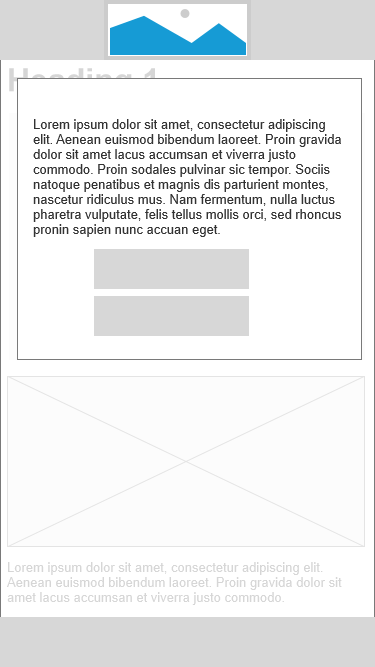 Heading 1
Lorem ipsum dolor sit amet, consectetur adipiscing
elit. Aenean euismod bibendum laoreet. Proin gravida
dolor sit amet lacus accumsan et viverra justo
commodo. Proin sodales pulvinar sic tempor. Sociis
natoque penatibus et magnis dis parturient montes,
nascetur ridiculus mus. Nam fermentum, nulla luctus
pharetra vulputate, felis tellus mollis orci, sed rhoncus
pronin sapien nunc accuan eget.
Lorem ipsum dolor sit amet, consectetur adipiscing elit.
Aenean euismod bibendum laoreet. Proin gravida dolor sit
amet lacus accumsan et viverra justo commodo.